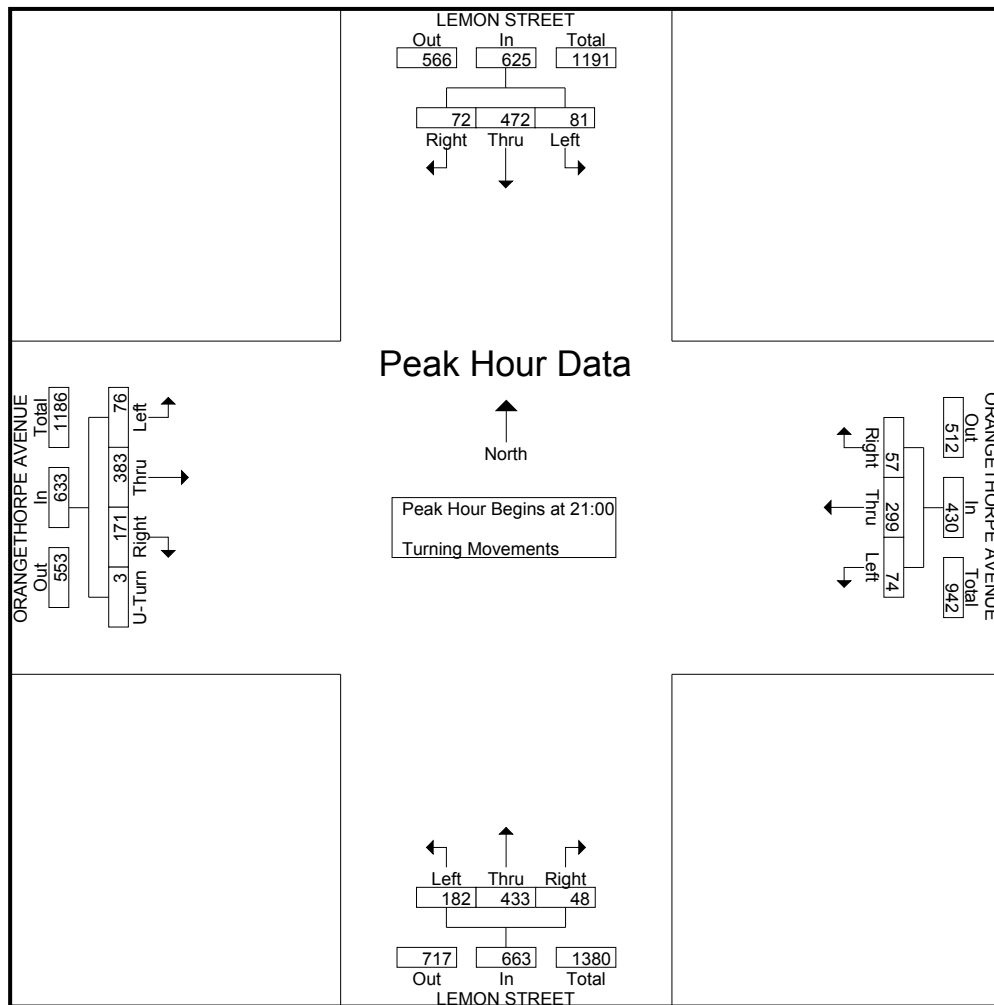 LEMON STREET
Out In Total
566 625 1191
72 472 81
Right Thru Left
Peak Hour Data
North
Peak Hour Begins at 21:00
Turning Movements
ORANGETHORPE AVENUE
Total In Out
1186 633 553
76 383 171 3
Left Thru Right U-Turn
ORANGETHORPE AVENUE
Out In Total
512 430 942
57 299 74
Right Thru Left
Left Thru Right
182 433 48
717 663 1380
Out In Total
LEMON STREET